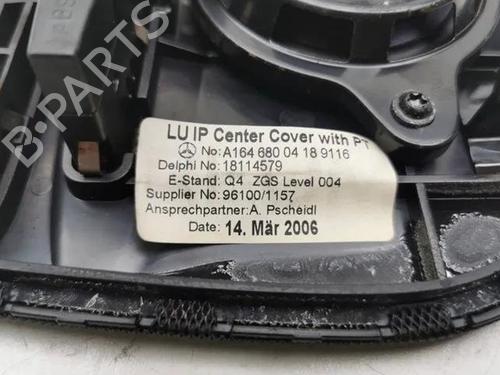 ABS
LU IP Center Cover with PT
No:A164 680 04 18 9116
Delphi No:18114579
E-Stand: Q4 ZGS Level 004
Supplier No:96100/1157
Ansprechpartner:A. Pscheidl
Date: 14. Mär 2006
B-PARTS